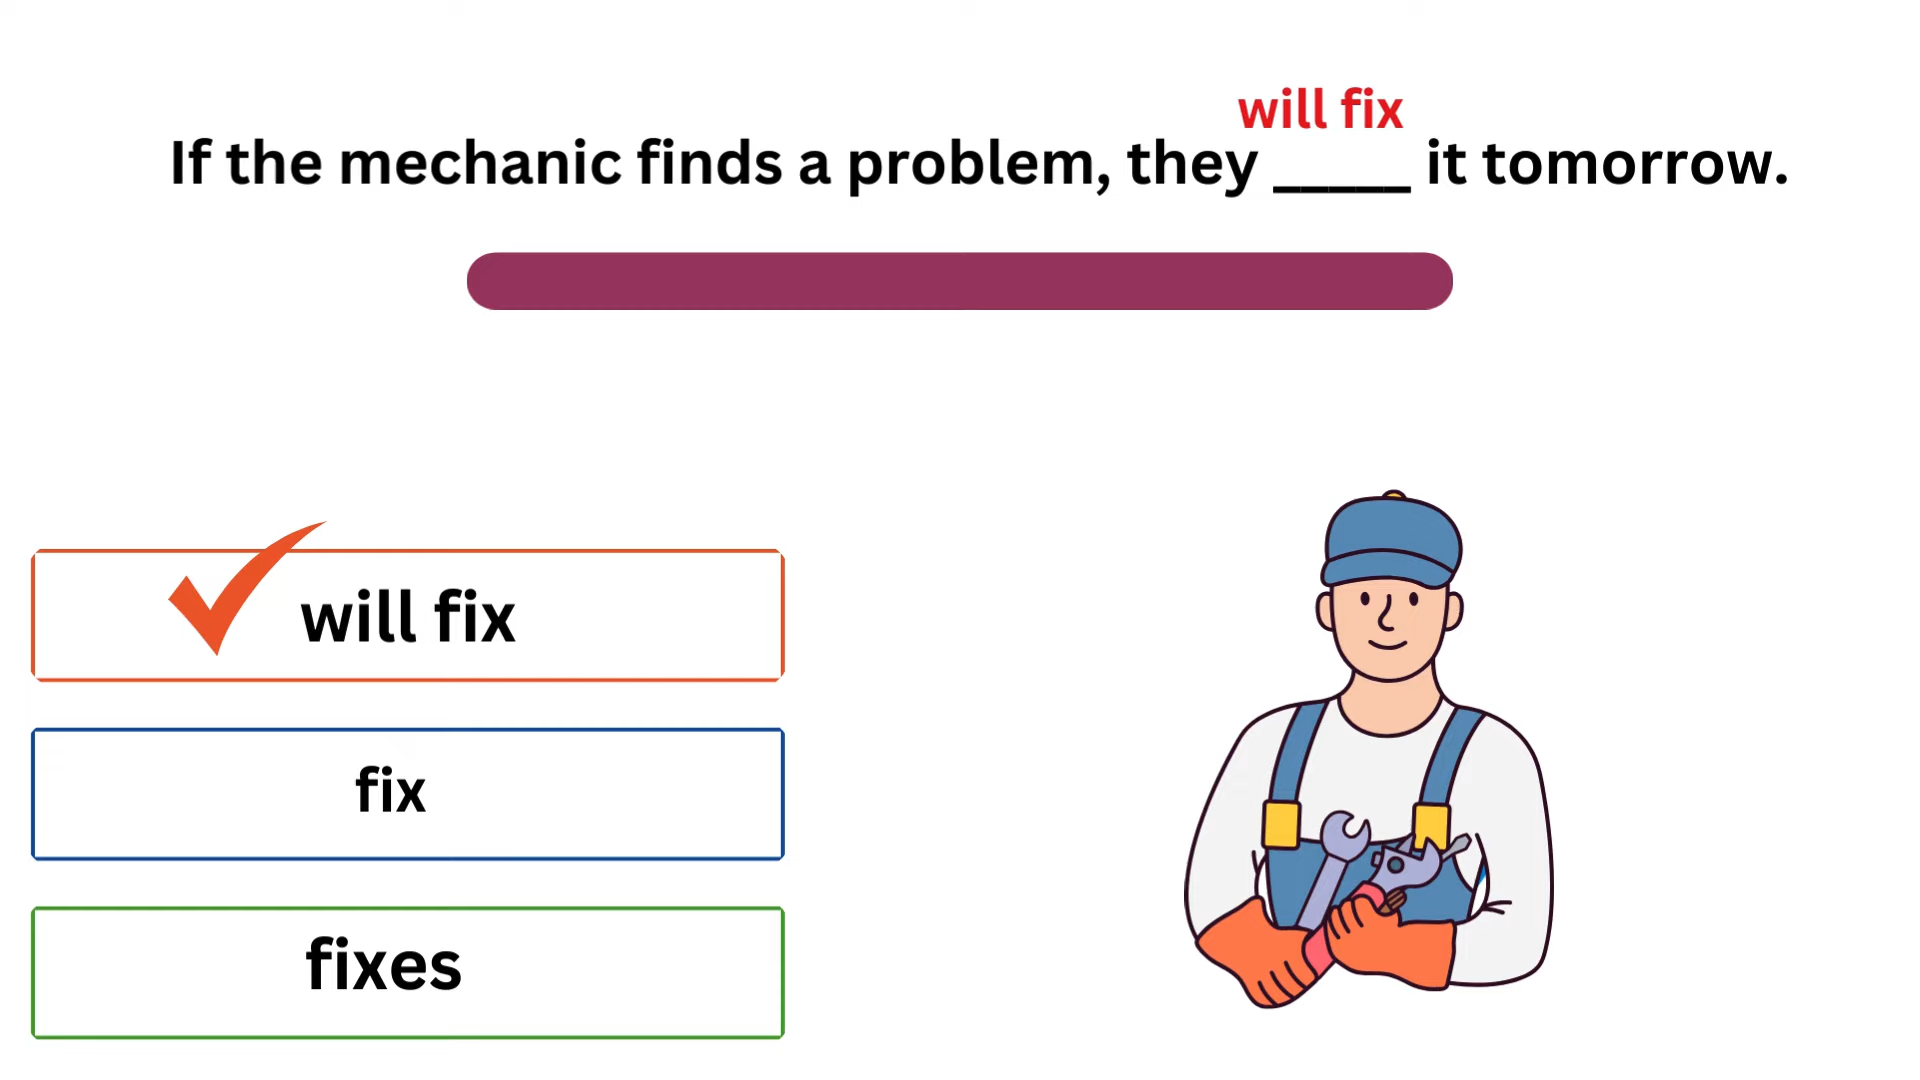 will fix
If the mechanic finds a problem, they _____ it tomorrow.
will fix
fix
fixes